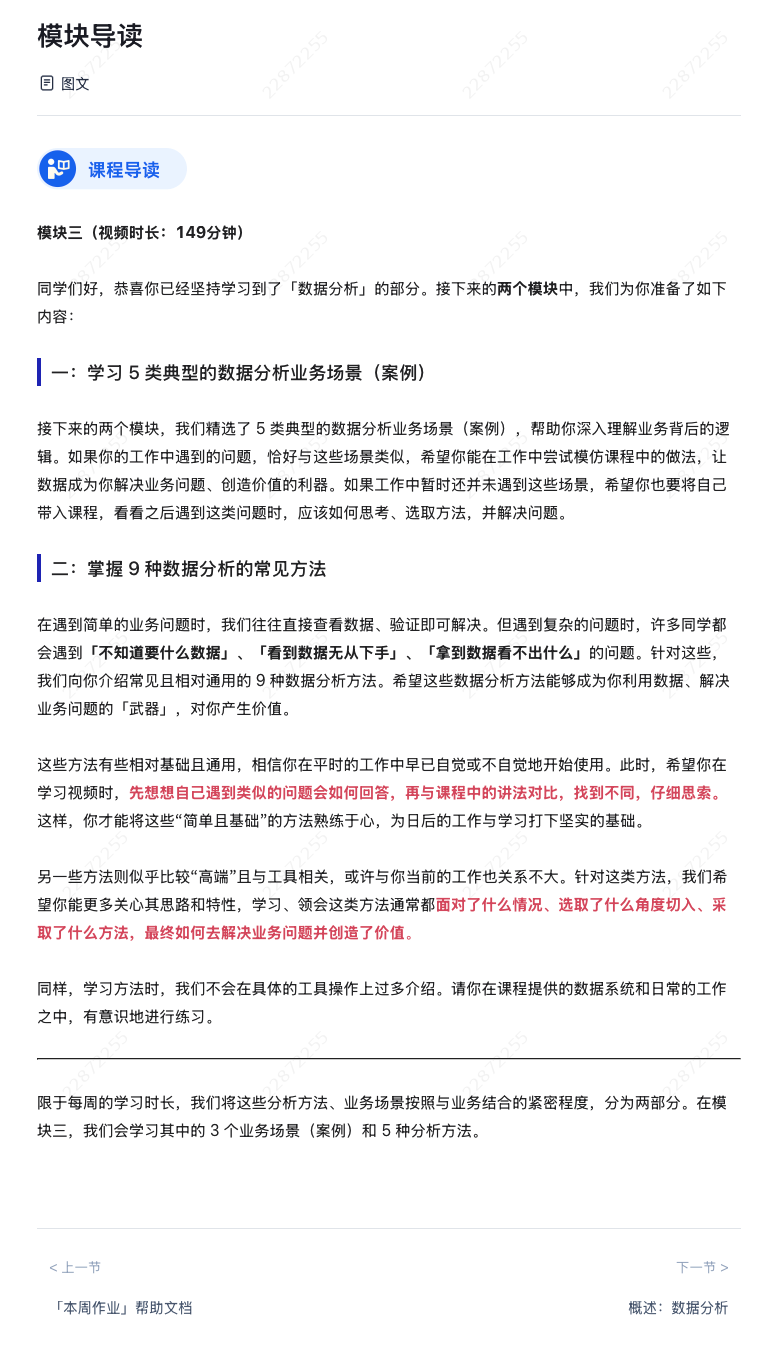 模块导读
图文
课程导读
模块三（视频时长：149分钟）
同学们好，恭喜你已经坚持学习到了「数据分析」的部分。接下来的两个模块中，我们为你准备了如下
内容：
一：学习 5 类典型的数据分析业务场景（案例）
接下来的两个模块，我们精选了 5 类典型的数据分析业务场景（案例），帮助你深入理解业务背后的逻
辑。如果你的工作中遇到的问题，恰好与这些场景类似，希望你能在工作中尝试模仿课程中的做法，让
数据成为你解决业务问题、创造价值的利器。如果工作中暂时还并未遇到这些场景，希望你也要将自己
带入课程，看看之后遇到这类问题时，应该如何思考、选取方法，并解决问题。
二：掌握 9 种数据分析的常见方法
在遇到简单的业务问题时，我们往往直接查看数据、验证即可解决。但遇到复杂的问题时，许多同学都
会遇到「不知道要什么数据」、「看到数据无从下手」、「拿到数据看不出什么」的问题。针对这些，
我们向你介绍常见且相对通用的 9 种数据分析方法。希望这些数据分析方法能够成为你利用数据、解决
业务问题的「武器」，对你产生价值。
这些方法有些相对基础且通用，相信你在平时的工作中早已自觉或不自觉地开始使用。此时，希望你在
学习视频时，先想想自己遇到类似的问题会如何回答，再与课程中的讲法对比，找到不同，仔细思索。
这样，你才能将这些“简单且基础”的方法熟练于心，为日后的工作与学习打下坚实的基础。
另一些方法则似乎比较“高端”且与工具相关，或许与你当前的工作也关系不大。针对这类方法，我们希
望你能更多关心其思路和特性，学习、领会这类方法通常都面对了什么情况、选取了什么角度切入、采
取了什么方法，最终如何去解决业务问题并创造了价值。
同样，学习方法时，我们不会在具体的工具操作上过多介绍。请你在课程提供的数据系统和日常的工作
之中，有意识地进行练习。
限于每周的学习时长，我们将这些分析方法、业务场景按照与业务结合的紧密程度，分为两部分。在模
块三，我们会学习其中的 3 个业务场景（案例）和 5 种分析方法。
< 上一节
下一节 >
「本周作业」帮助文档
概述：数据分析
22872255